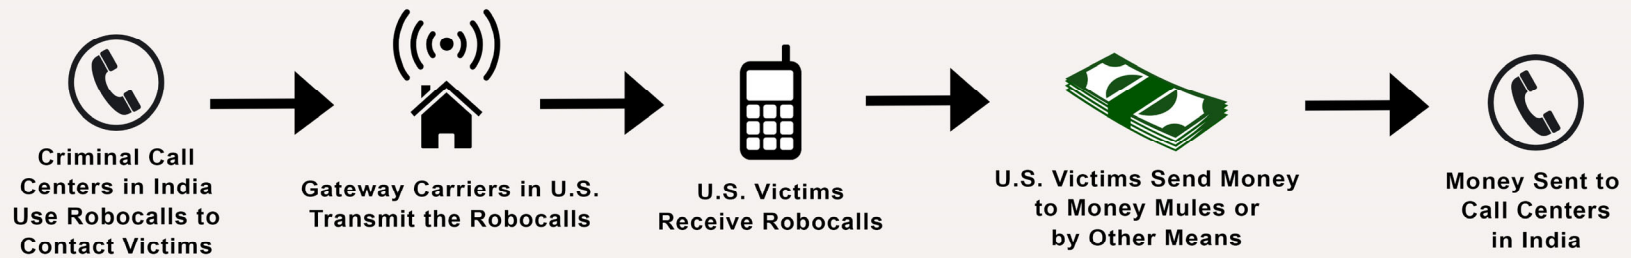 Criminal Call
Centers in India
Use Robocalls to
Contact Victims
Gateway Carriers in U.S.
Transmit the Robocalls
U.S. Victims
Receive Robocalls
U.S. Victims Send Money
to Money Mules or
by Other Means
Money Sent to
Call Centers
in India